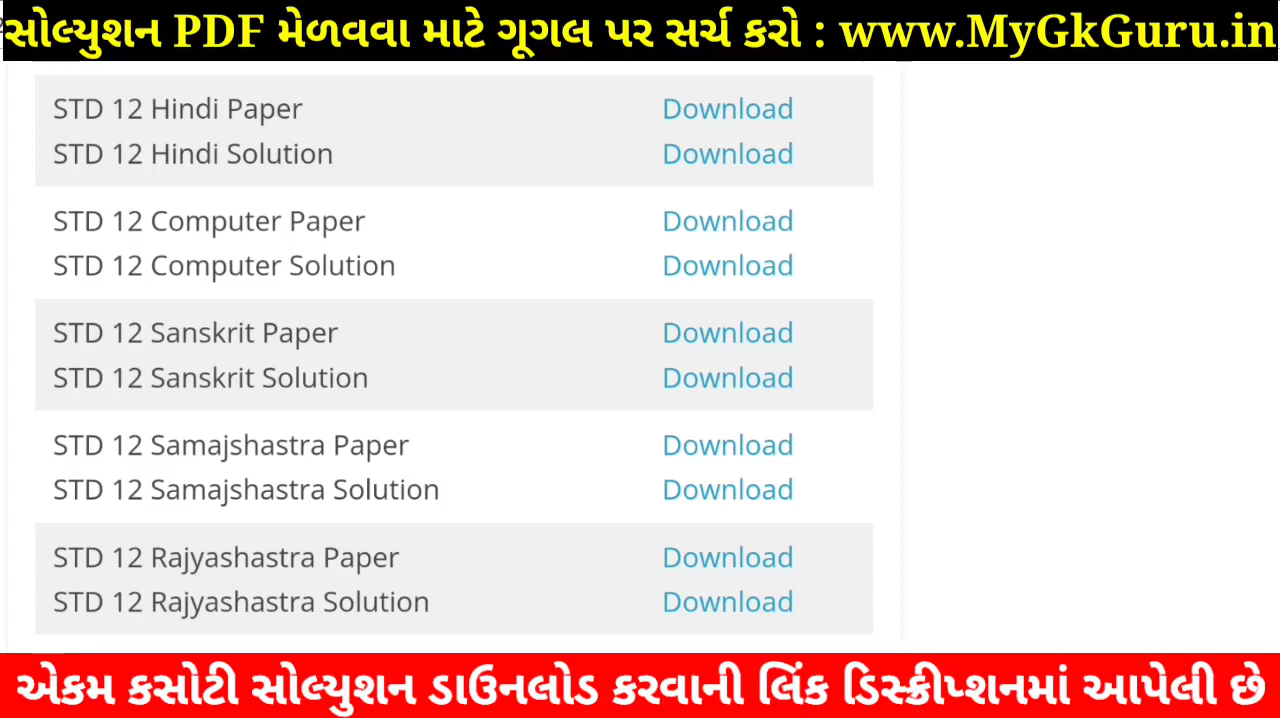 સોલ્યુશન PDF મેળવવા માટે ગૂગલ પર સર્ચ કરો : www.MyGkGuru.in
STD 12 Hindi Paper Download
STD 12 Hindi Solution Download
STD 12 Computer Paper Download
STD 12 Computer Solution Download
STD 12 Sanskrit Paper Download
STD 12 Sanskrit Solution Download
STD 12 Samajshastra Paper Download
STD 12 Samajshastra Solution Download
STD 12 Rajyashastra Paper Download
STD 12 Rajyashastra Solution Download
એકમ કસોટી સોલ્યુશન ડાઉનલોડ કરવાની લિંક ડિસ્ક્રીપ્શનમાં આપેલી છે